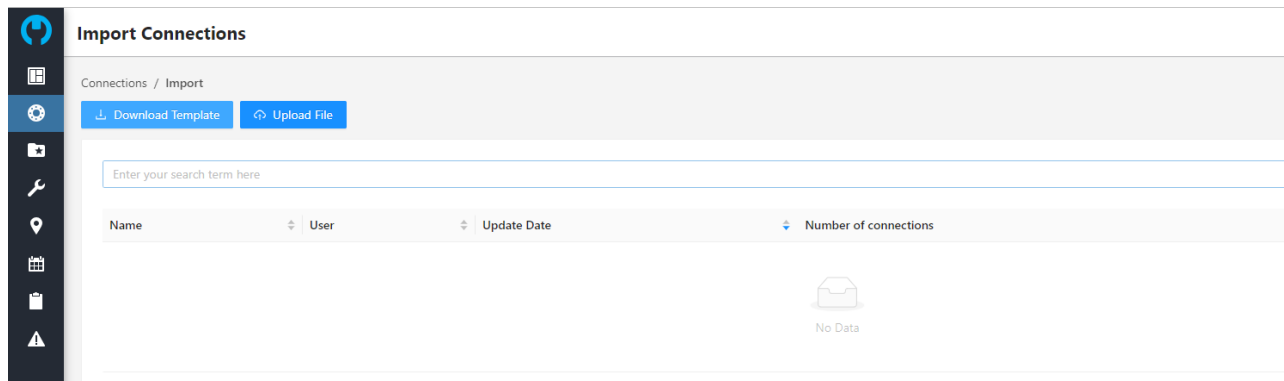 Import Connections
Connections / Import
Download Template Upload File
Enter your search term here
Name User Update Date Number of connections
No Data